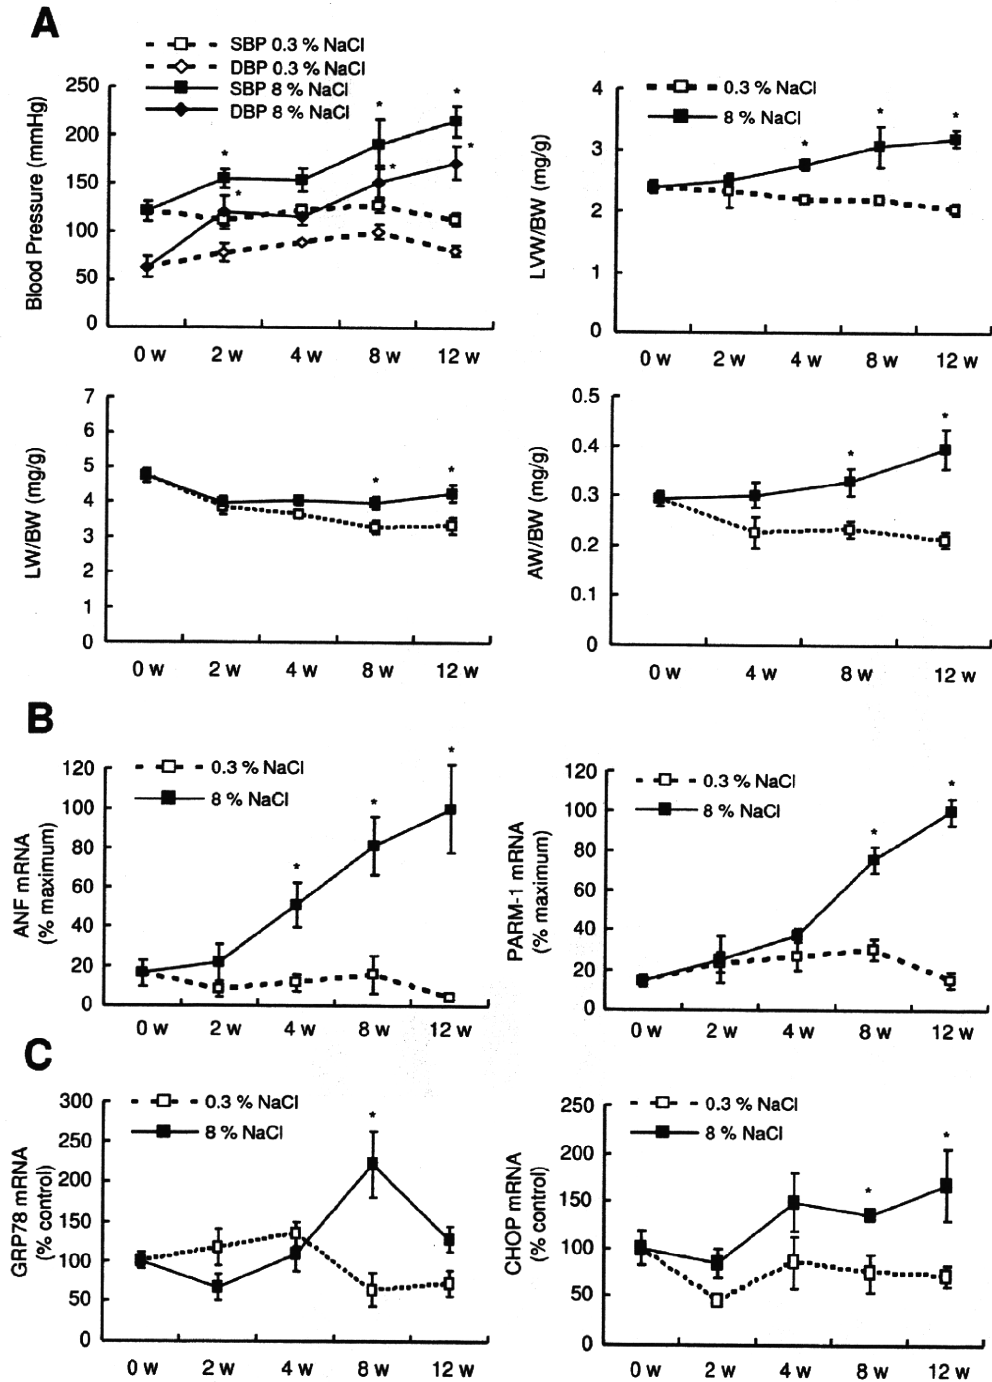 A
SBP 0.3 % NaCl
DBP 0.3 % NaCl
SBP 8 % NaCl
DBP 8 % NaCl
Blood Pressure (mmHg)
250
200
150
100
50
0
* * * * * *
0 w 2 w 4 w 8 w 12 w
0.3 % NaCl
8 % NaCl
LVW/BW (mg/g)
4
3
2
1
0
* * *
0 w 2 w 4 w 8 w 12 w
LW/BW (mg/g)
7
6
5
4
3
2
1
0
* *
0 w 2 w 4 w 8 w 12 w
AW/BW (mg/g)
0.5
0.4
0.3
0.2
0.1
0
* *
0 w 4 w 8 w 12 w
B
0.3 % NaCl
8 % NaCl
ANF mRNA
(% maximum)
120
100
80
60
40
20
0
* * *
0 w 2 w 4 w 8 w 12 w
0.3 % NaCl
8 % NaCl
PARM-1 mRNA
(% maximum)
120
100
80
60
40
20
0
* *
0 w 2 w 4 w 8 w 12 w
C
0.3 % NaCl
8 % NaCl
GRP78 mRNA
(% control)
300
250
200
150
100
50
0
*
0 w 2 w 4 w 8 w 12 w
0.3 % NaCl
8 % NaCl
CHOP mRNA
(% control)
250
200
150
100
50
0
* *
0 w 2 w 4 w 8 w 12 w